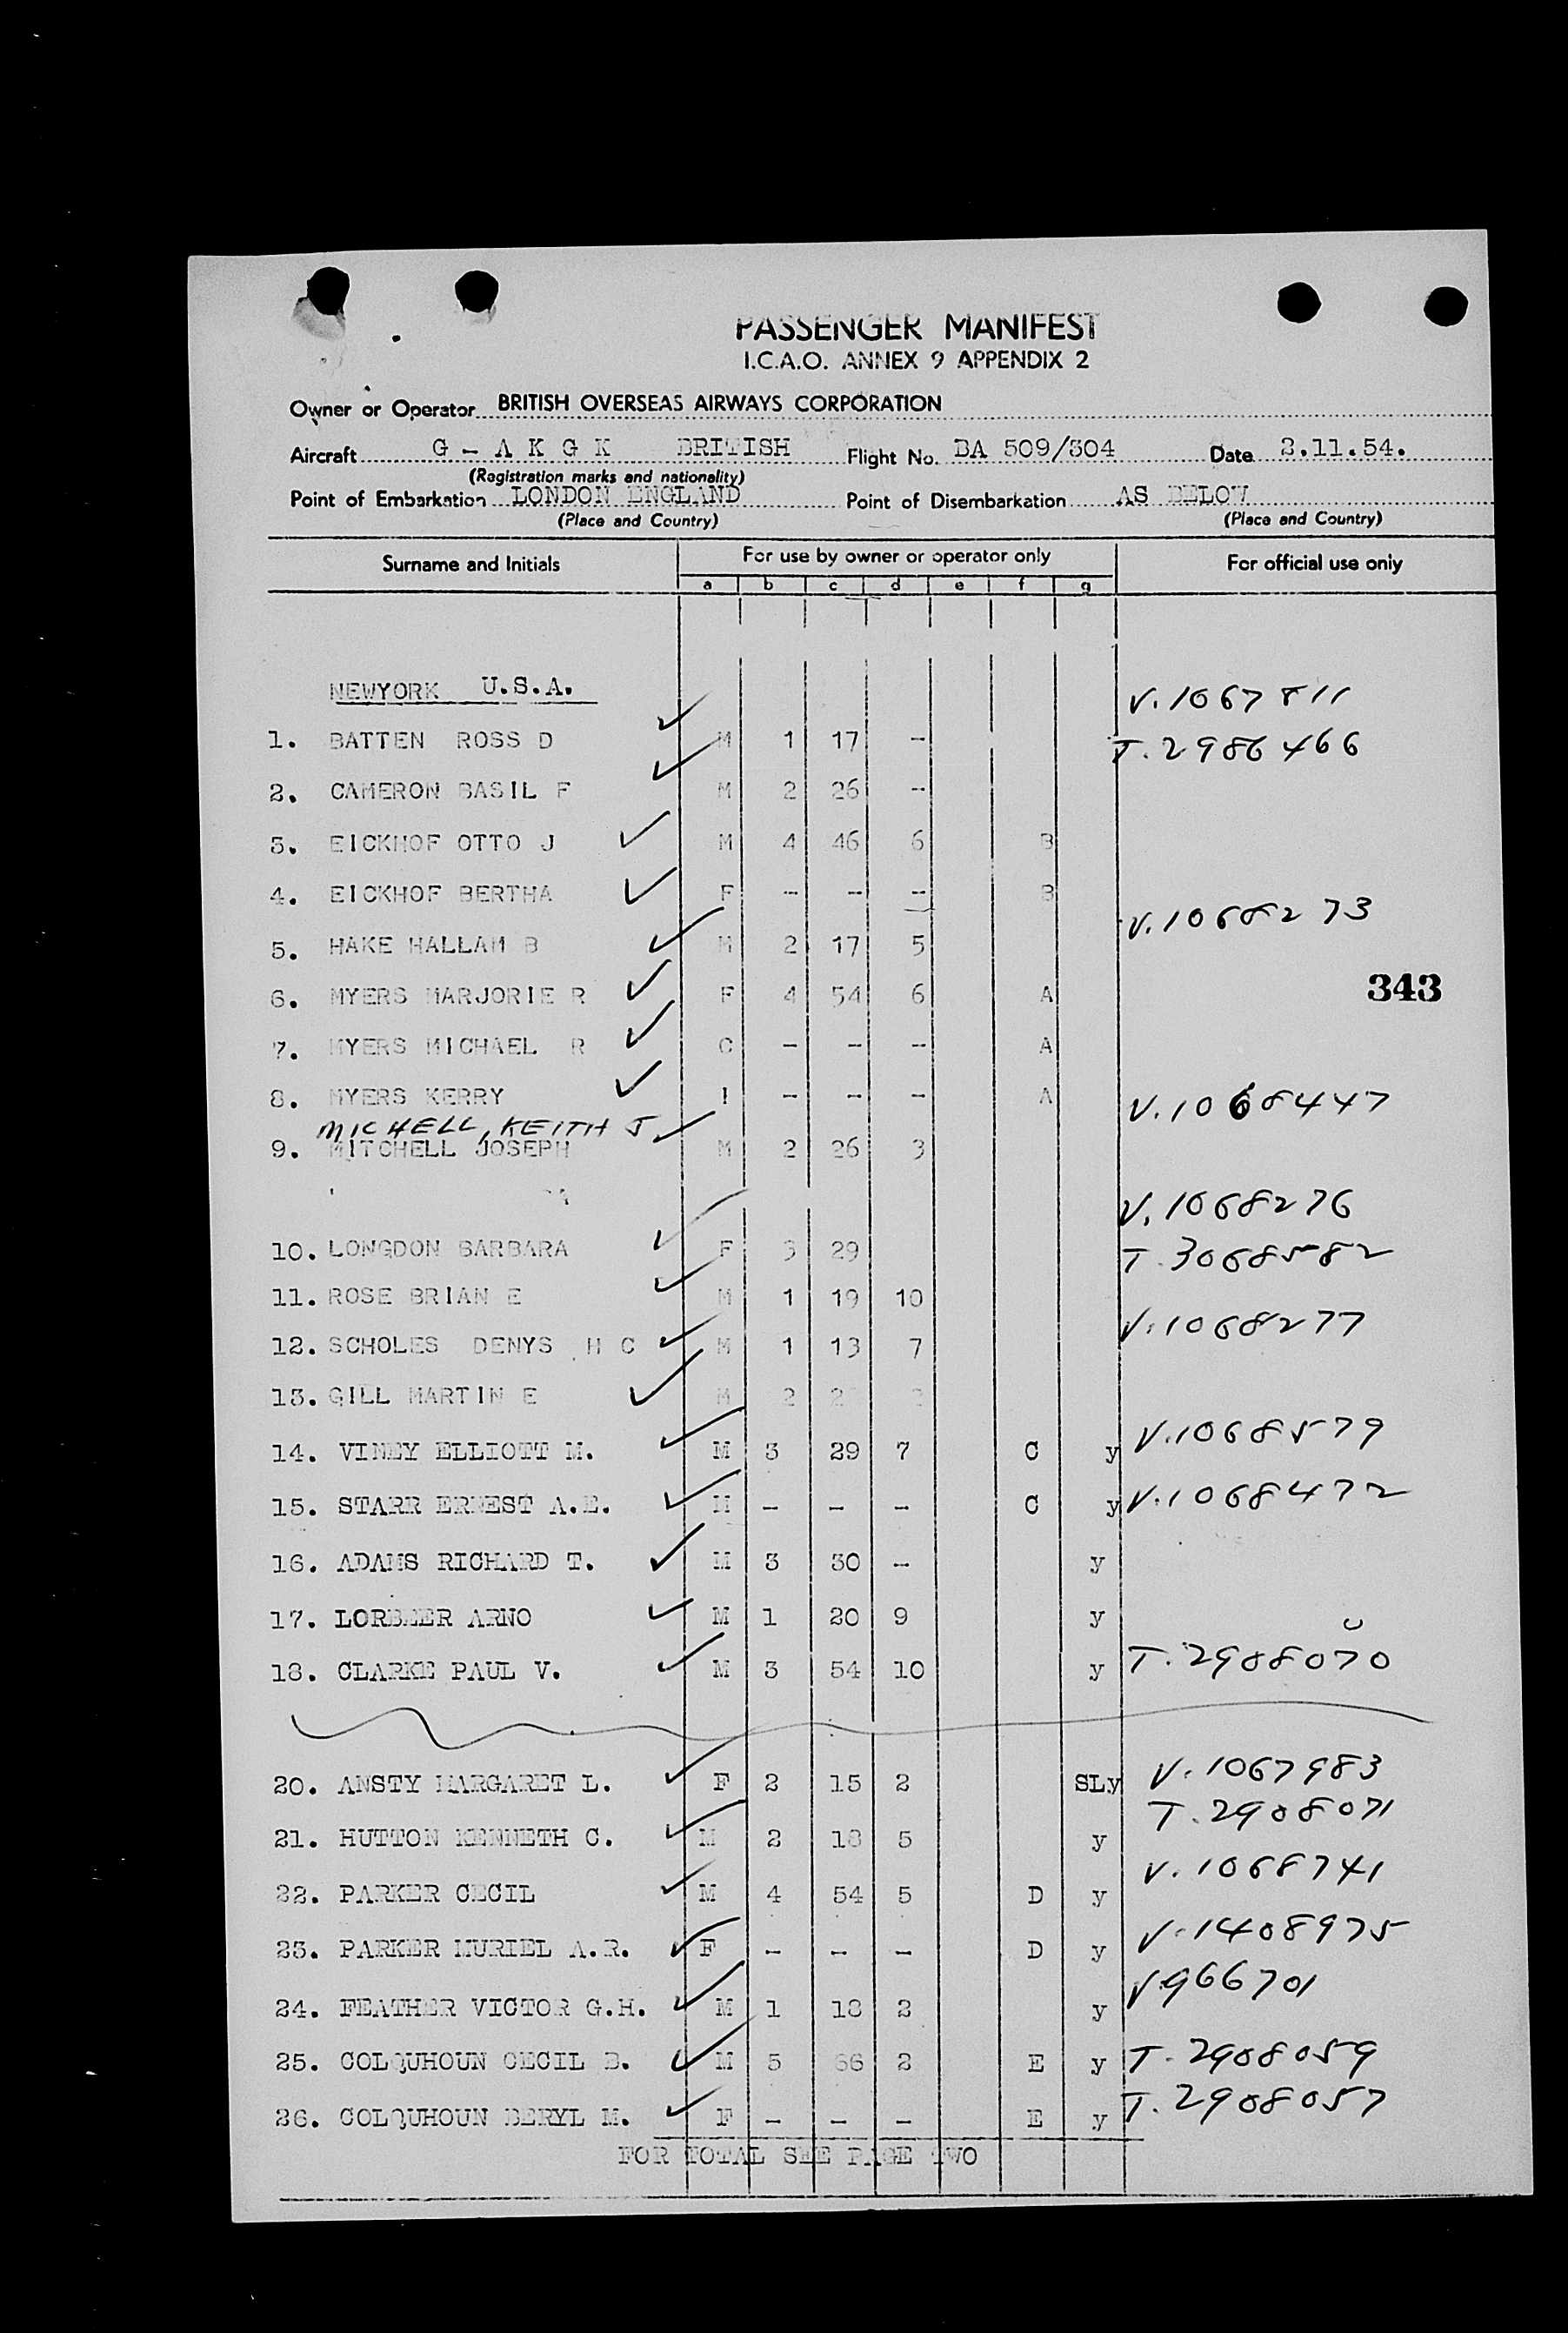 PASSENGER MANIFEST
I.C.A.O. ANNEX 9 APPENDIX 2
Owner or Operator BRITISH OVERSEAS AIRWAYS CORPORATION
Aircraft G - A K G K BRITISH Flight No. BA 509/304 Date 2.11.54.
(Registration marks and nationality)
Point of Embarkation LONDON ENGLAND Point of Disembarkation AS BELOW
(Place and Country) (Place and Country)
Surname and Initials For use by owner or operator only For official use only
a b c d e f g
NEWYORK U.S.A. V. 1067811
1. BATTEN ROSS D M 1 17 - T. 2986466
2. CAMERON BASIL F M 2 26 -
3. EICKHOF OTTO J M 4 46 6 B
4. EICKHOF BERTHA F - - - B
V. 1068273
5. HAKE HALLAM B M 2 17 5
6. MYERS MARJORIE R F 4 54 6 A 343
7. MYERS MICHAEL R C - - - A
8. MYERS KERRY I - - - A V. 1068447
MICHELL, KEITH J
9. MITCHELL JOSEPH M 2 26 3
V. 1068276
10. LONGDON BARBARA F 3 29 T. 3068582
11. ROSE BRIAN E M 1 19 10
V. 1068277
12. SCHOLES DENYS H C M 1 13 7
13. GILL MARTIN E M 2
14. VINEY ELLIOTT M. M 3 29 7 C y V. 1068579
15. STARR ERNEST A.E. M - - - C y V. 1068472
16. ADAMS RICHARD T. M 3 30 - y
17. LORBEER ARNO M 1 20 9 y
18. CLARKE PAUL V. M 3 54 10 y T. 2908070
20. ANSTY MARGARET L. F 2 15 2 SLy V. 1067983
T. 2908071
21. HUTTON KENNETH C. M 2 18 5 y
V. 1068741
22. PARKER CECIL M 4 54 5 D y
V. 1408975
23. PARKER MURIEL A.R. F - - - D y
V. 966701
24. FEATHER VICTOR G.H. M 1 18 2 y
25. COLQUHOUN CECIL B. M 5 66 2 E y T. 2908059
26. COLQUHOUN BERYL M. F - - - E y T. 2908057
FOR TOTAL SEE PAGE TWO